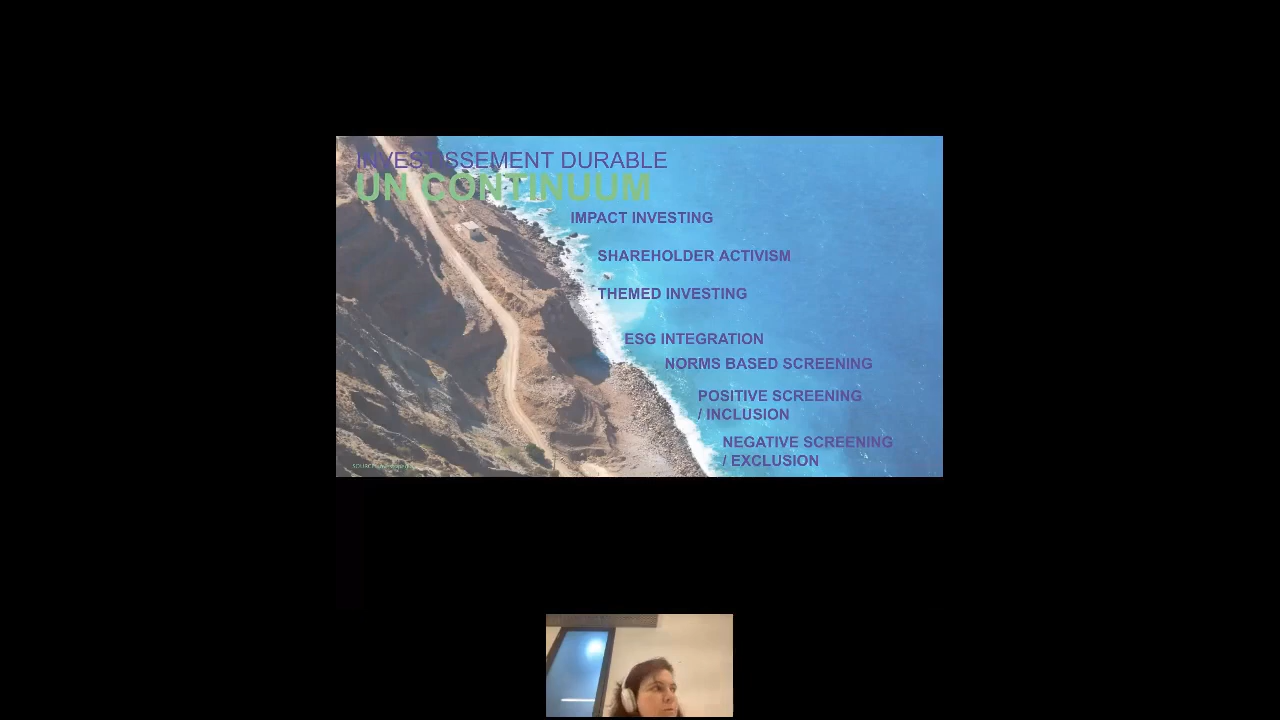 INVESTISSEMENT DURABLE
UN CONTINUUM
IMPACT INVESTING
SHAREHOLDER ACTIVISM
THEMED INVESTING
ESG INTEGRATION
NORMS BASED SCREENING
POSITIVE SCREENING
/ INCLUSION
NEGATIVE SCREENING
/ EXCLUSION